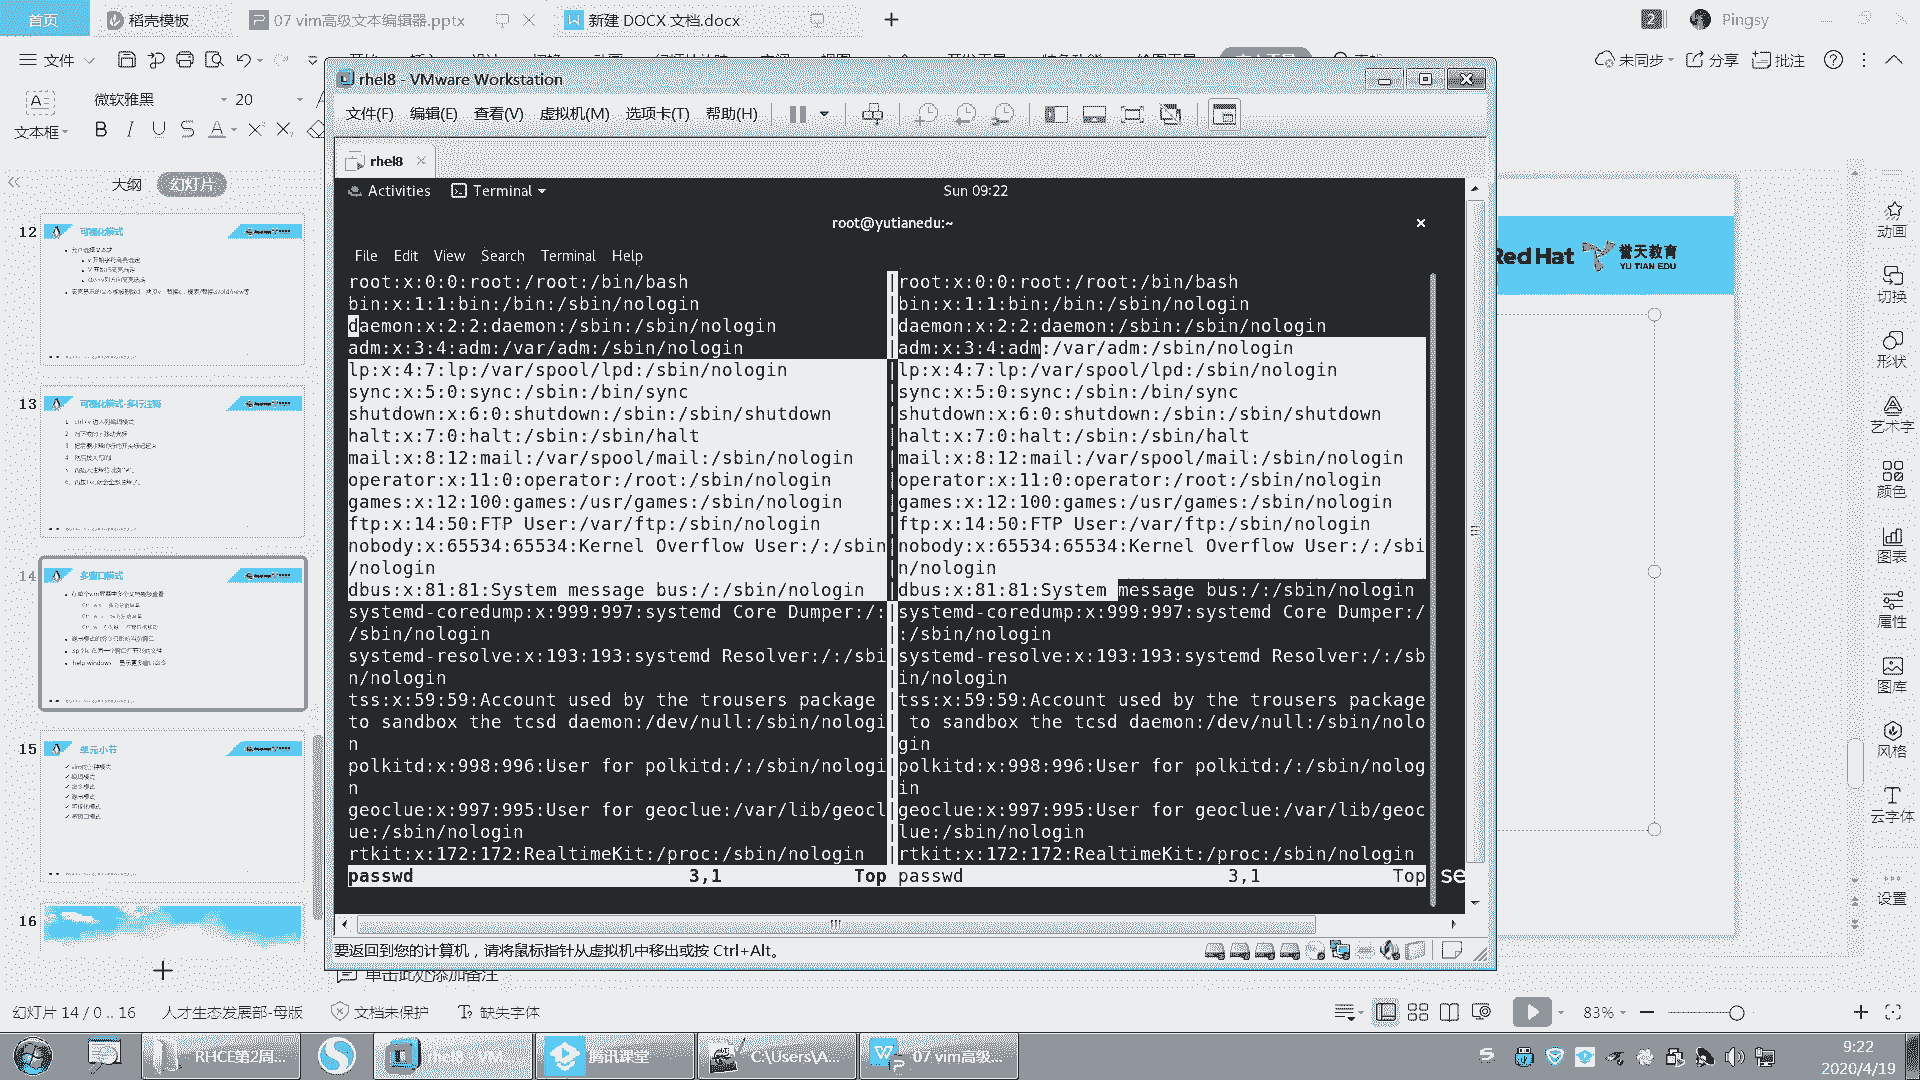 首页
稻壳模板
07 vim高级文本编辑器.pptx
新建 DOCX 文档.docx
2
Pingsy
文件
未同步
分享
批注
微软雅黑
20
文本框
B I U S A
大纲
幻灯片
rhel8 - VMware Workstation
文件(F) 编辑(E) 查看(V) 虚拟机(M) 选项卡(T) 帮助(H)
rhel8
Activities
Terminal
Sun 09:22
root@yutianedu:~
File Edit View Search Terminal Help
root:x:0:0:root:/root:/bin/bash
bin:x:1:1:bin:/bin:/sbin/nologin
daemon:x:2:2:daemon:/sbin:/sbin/nologin
adm:x:3:4:adm:/var/adm:/sbin/nologin
lp:x:4:7:lp:/var/spool/lpd:/sbin/nologin
sync:x:5:0:sync:/sbin:/bin/sync
shutdown:x:6:0:shutdown:/sbin:/sbin/shutdown
halt:x:7:0:halt:/sbin:/sbin/halt
mail:x:8:12:mail:/var/spool/mail:/sbin/nologin
operator:x:11:0:operator:/root:/sbin/nologin
games:x:12:100:games:/usr/games:/sbin/nologin
ftp:x:14:50:FTP User:/var/ftp:/sbin/nologin
nobody:x:65534:65534:Kernel Overflow User:/:/sbin
/nologin
dbus:x:81:81:System message bus:/:/sbin/nologin
systemd-coredump:x:999:997:systemd Core Dumper:/:
/sbin/nologin
systemd-resolve:x:193:193:systemd Resolver:/:/sbi
n/nologin
tss:x:59:59:Account used by the trousers package
to sandbox the tcsd daemon:/dev/null:/sbin/nologi
n
polkitd:x:998:996:User for polkitd:/:/sbin/nologi
n
geoclue:x:997:995:User for geoclue:/var/lib/geocl
ue:/sbin/nologin
rtkit:x:172:172:RealtimeKit:/proc:/sbin/nologin
passwd 3,1 Top
root:x:0:0:root:/root:/bin/bash
bin:x:1:1:bin:/bin:/sbin/nologin
daemon:x:2:2:daemon:/sbin:/sbin/nologin
adm:x:3:4:adm:/var/adm:/sbin/nologin
lp:x:4:7:lp:/var/spool/lpd:/sbin/nologin
sync:x:5:0:sync:/sbin:/bin/sync
shutdown:x:6:0:shutdown:/sbin:/sbin/shutdown
halt:x:7:0:halt:/sbin:/sbin/halt
mail:x:8:12:mail:/var/spool/mail:/sbin/nologin
operator:x:11:0:operator:/root:/sbin/nologin
games:x:12:100:games:/usr/games:/sbin/nologin
ftp:x:14:50:FTP User:/var/ftp:/sbin/nologin
nobody:x:65534:65534:Kernel Overflow User:/:/sbi
n/nologin
dbus:x:81:81:System message bus:/:/sbin/nologin
systemd-coredump:x:999:997:systemd Core Dumper:/
:/sbin/nologin
systemd-resolve:x:193:193:systemd Resolver:/:/sb
in/nologin
tss:x:59:59:Account used by the trousers package
to sandbox the tcsd daemon:/dev/null:/sbin/nolo
gin
polkitd:x:998:996:User for polkitd:/:/sbin/nolog
in
geoclue:x:997:995:User for geoclue:/var/lib/geoc
lue:/sbin/nologin
rtkit:x:172:172:RealtimeKit:/proc:/sbin/nologin
passwd 3,1 Top
se
要返回到您的计算机，请将鼠标指针从虚拟机中移出或按 Ctrl+Alt。
12
可视化模式
13
可视化模式-多行注释
14
多窗口模式
15
单元小节
16
Red Hat
誉天教育
YU TIAN EDU
动画
切换
形状
艺术字
颜色
图表
属性
图库
风格
云字体
设置
单击此处添加备注
幻灯片 14 / 0 .. 16
人才生态发展部-母版
文档未保护
缺失字体
83%
RHCE第2周...
rhel8 - VM...
腾讯课堂
C:\Users\A...
07 vim高级...
9:22
2020/4/19